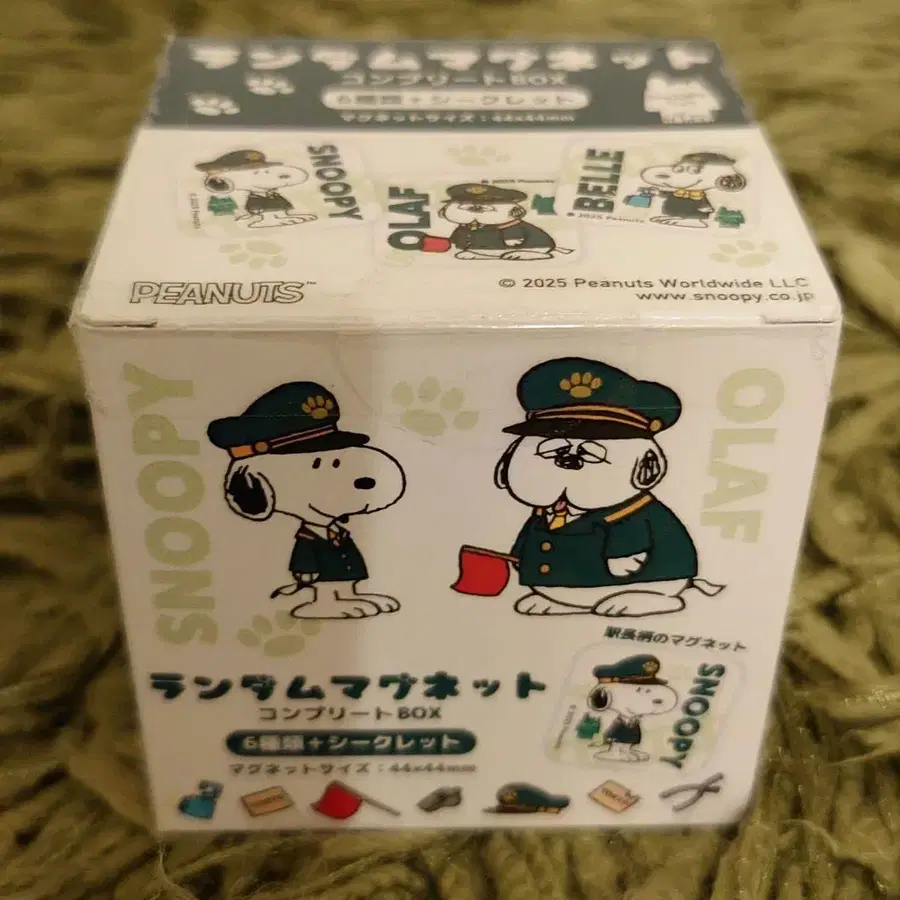 ランダムマグネット
コンプリートBOX
6種類+シークレット
マグネットサイズ:44x44mm
SNOOPY
OLAF
BELLE
© 2025 Peanuts
PEANUTS™
© 2025 Peanuts Worldwide LLC
www.snoopy.co.jp
SNOOPY
OLAF
駅長柄のマグネット
SNOOPY
ランダムマグネット
コンプリートBOX
6種類+シークレット
マグネットサイズ:44x44mm